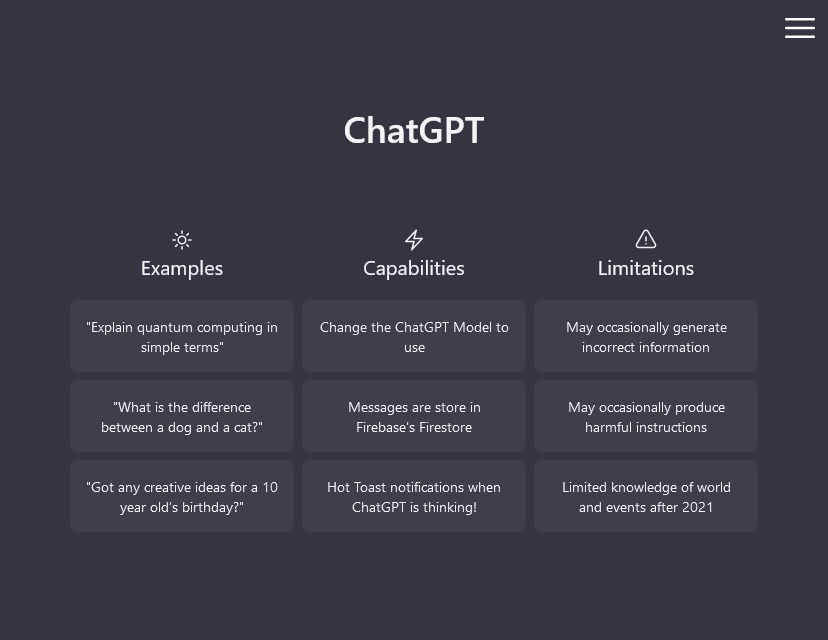 ChatGPT
Examples
"Explain quantum computing in
simple terms"
"What is the difference
between a dog and a cat?"
"Got any creative ideas for a 10
year old's birthday?"
Capabilities
Change the ChatGPT Model to
use
Messages are store in
Firebase's Firestore
Hot Toast notifications when
ChatGPT is thinking!
Limitations
May occasionally generate
incorrect information
May occasionally produce
harmful instructions
Limited knowledge of world
and events after 2021